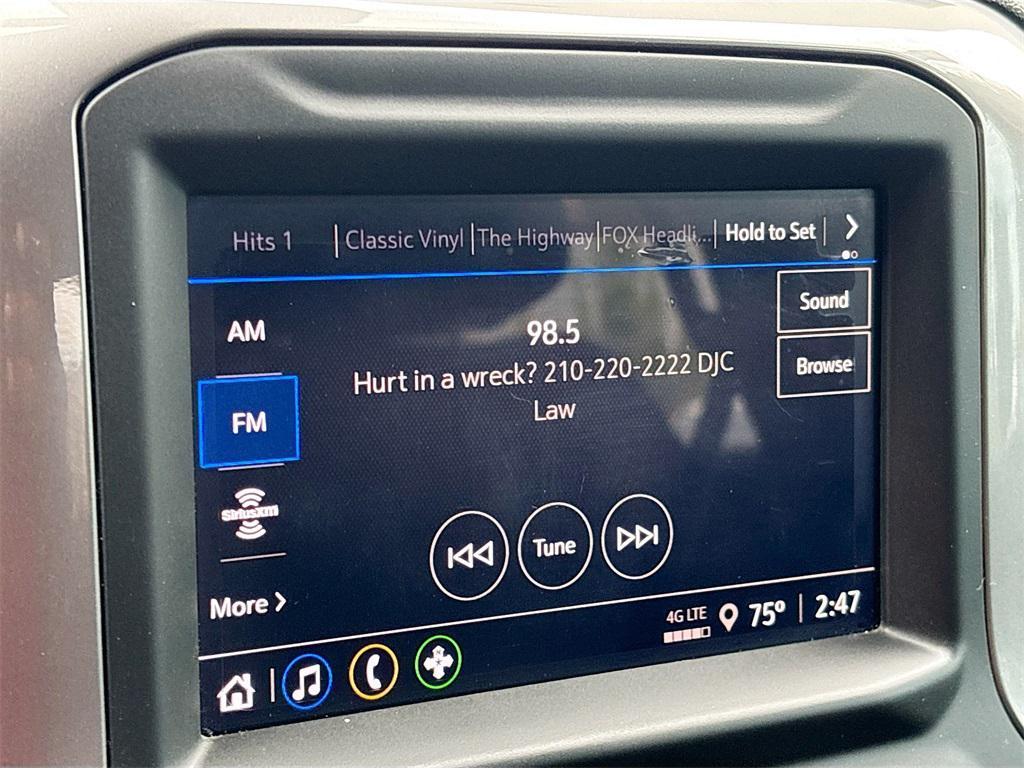 Hits 1 Classic Vinyl The Highway FOX Headli... Hold to Set
AM
98.5
Sound
Hurt in a wreck? 210-220-2222 DJC
Law
Browse
FM
SiriusXM
Tune
More
4G LTE 75° 2:47